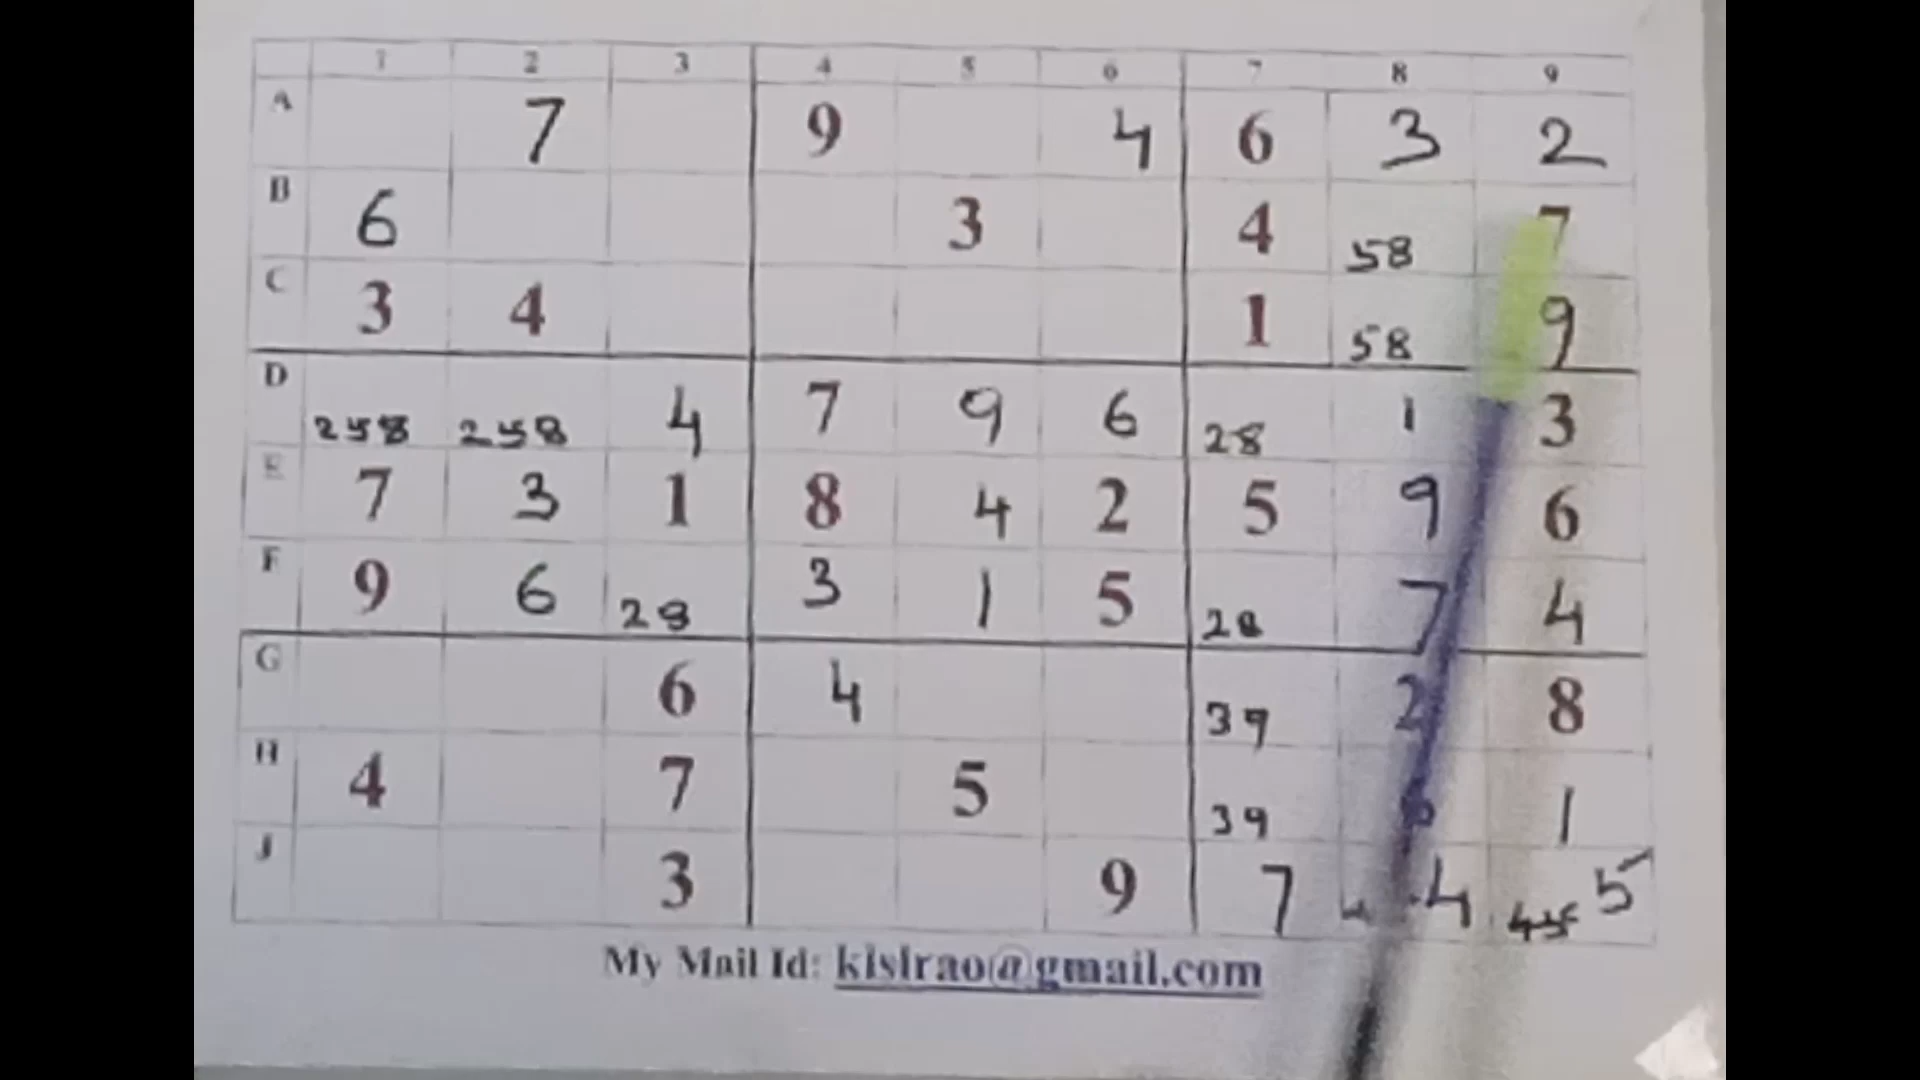 1 2 3 4 5 6 7 8 9
A 7 9 4 6 3 2
B 6 3 4 58 7
C 3 4 1 58 9
D 258 258 4 7 9 6 28 1 3
E 7 3 1 8 4 2 5 9 6
F 9 6 28 3 1 5 28 7 4
G 6 4 39 2 8
H 4 7 5 39 6 1
J 3 9 7 4 45 5
My Mail Id: kislrao@gmail.com